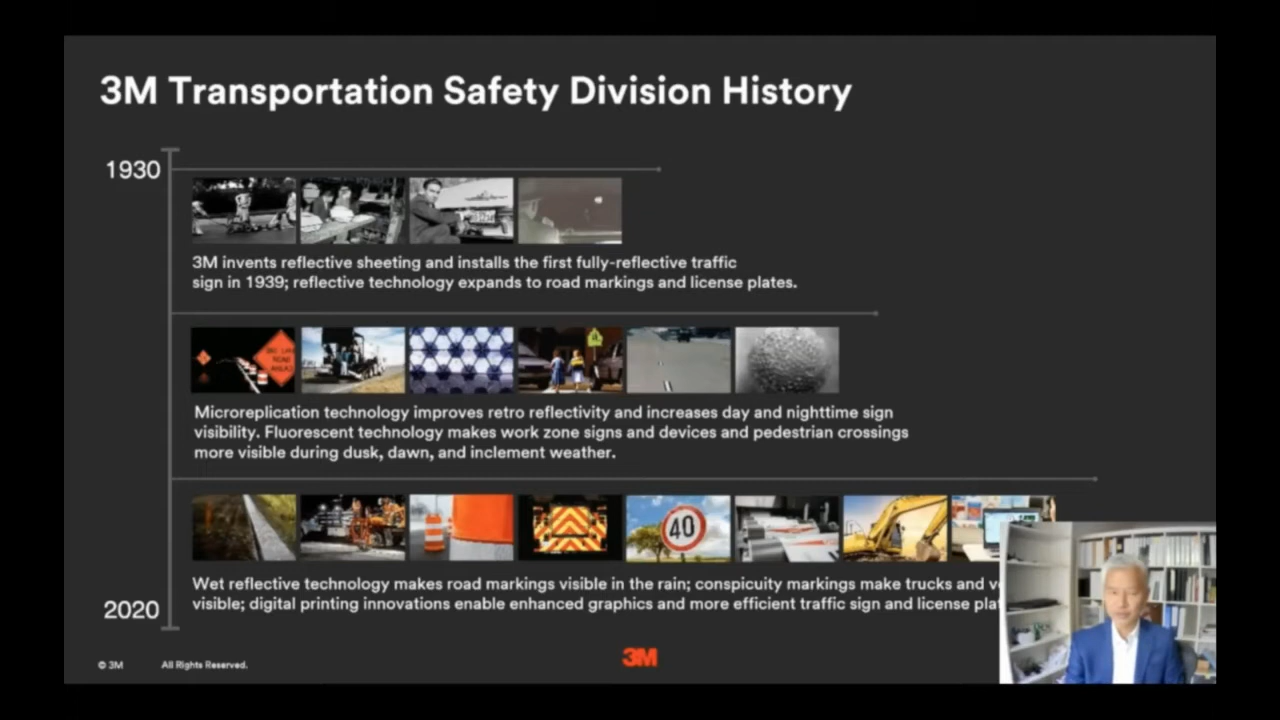 3M Transportation Safety Division History
1930
3M invents reflective sheeting and installs the first fully-reflective traffic
sign in 1939; reflective technology expands to road markings and license plates.
ROAD
AHEAD
Microreplication technology improves retro reflectivity and increases day and nighttime sign
visibility. Fluorescent technology makes work zone signs and devices and pedestrian crossings
more visible during dusk, dawn, and inclement weather.
40
Wet reflective technology makes road markings visible in the rain; conspicuity markings make trucks and
visible; digital printing innovations enable enhanced graphics and more efficient traffic sign and license
2020
© 3M All Rights Reserved.
3M